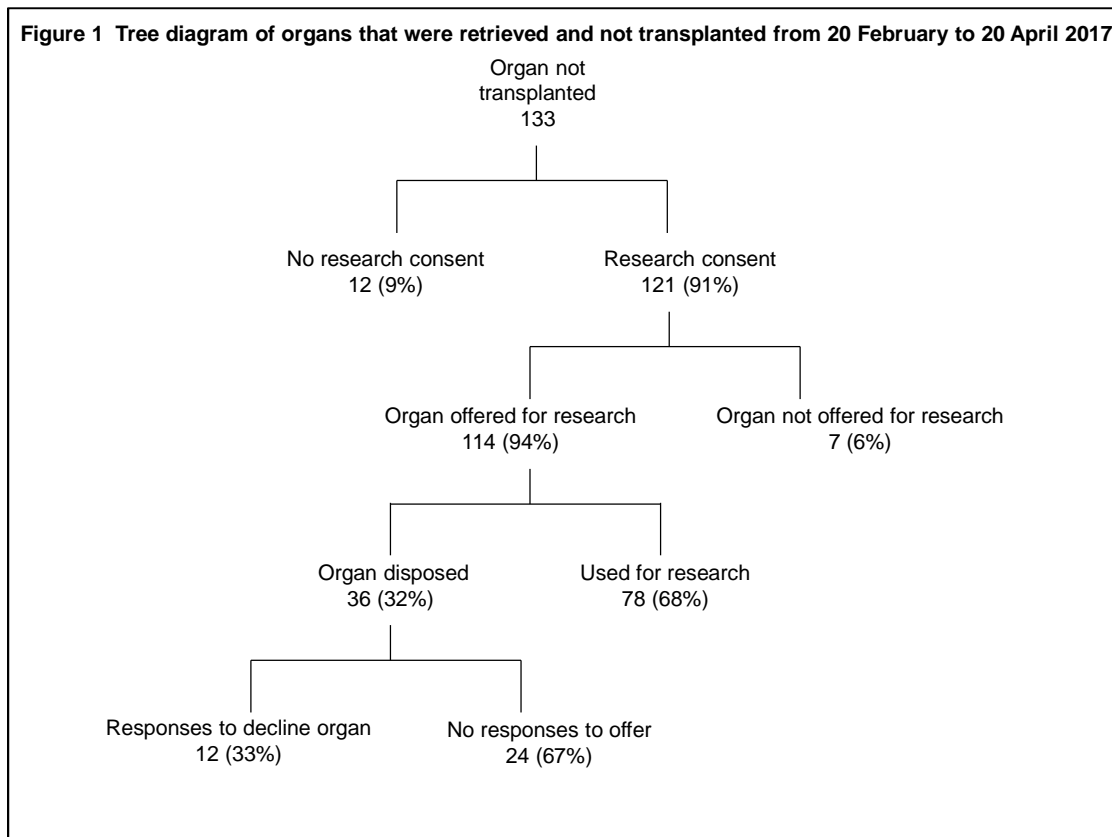 Figure 1  Tree diagram of organs that were retrieved and not transplanted from 20 February to 20 April 2017
Organ not
transplanted
133
No research consent
12 (9%)
Research consent
121 (91%)
Organ offered for research
114 (94%)
Organ not offered for research
7 (6%)
Organ disposed
36 (32%)
Used for research
78 (68%)
Responses to decline organ
12 (33%)
No responses to offer
24 (67%)